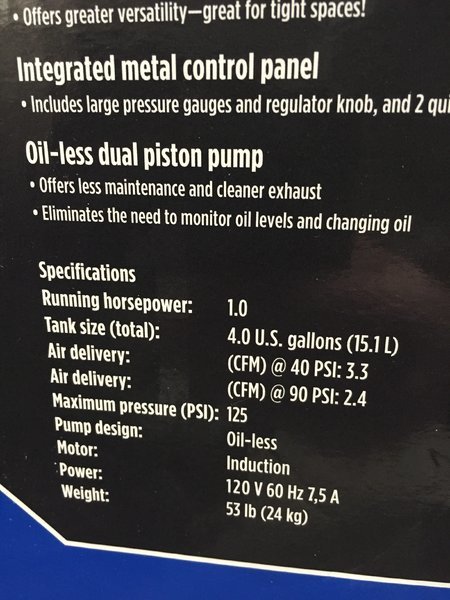 • Offers greater versatility—great for tight spaces!
Integrated metal control panel
• Includes large pressure gauges and regulator knob, and 2
Oil-less dual piston pump
• Offers less maintenance and cleaner exhaust
• Eliminates the need to monitor oil levels and changing oil
Specifications
Running horsepower: 1.0
Tank size (total): 4.0 U.S. gallons (15.1 L)
Air delivery: (CFM) @ 40 PSI: 3.3
Air delivery: (CFM) @ 90 PSI: 2.4
Maximum pressure (PSI): 125
Pump design: Oil-less
Motor: Induction
Power: 120 V 60 Hz 7,5 A
Weight: 53 lb (24 kg)